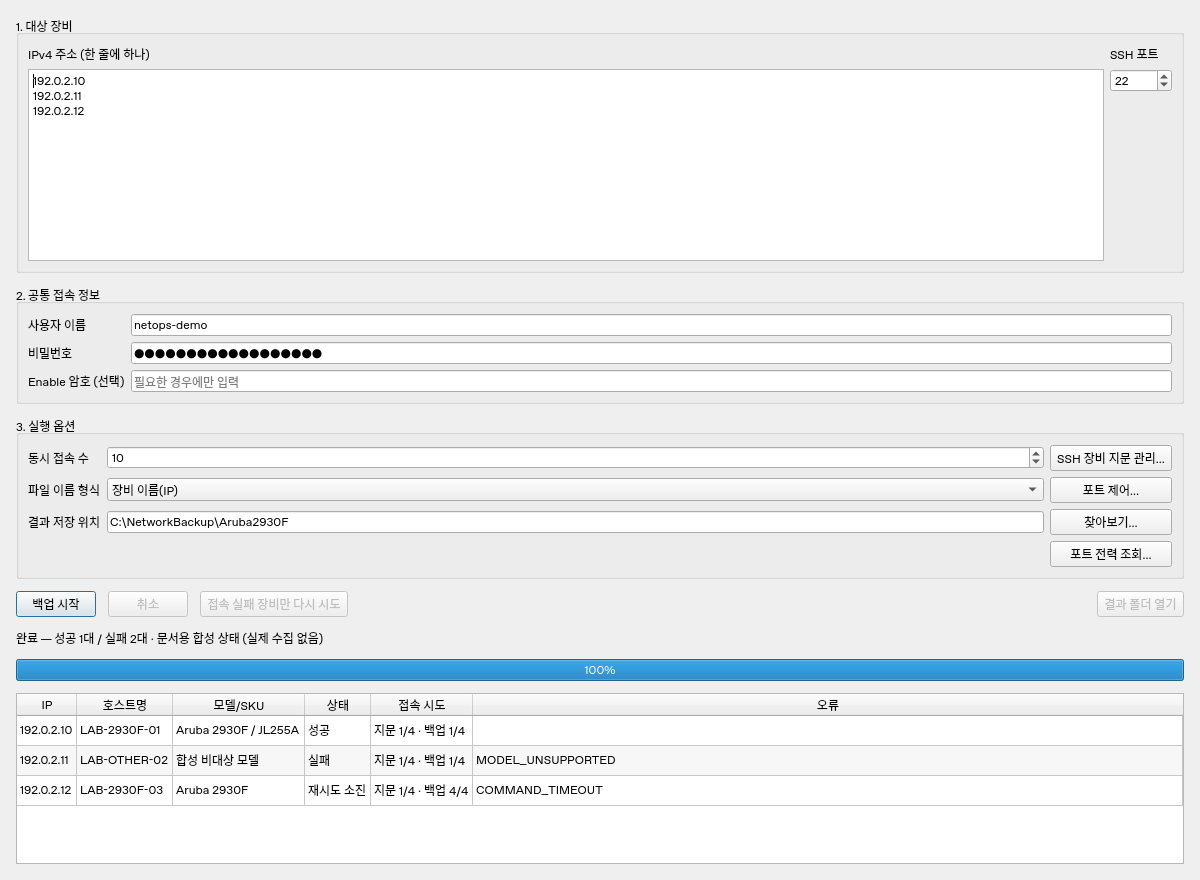 1. 대상 장비
IPv4 주소 (한 줄에 하나)
SSH 포트
192.0.2.10
192.0.2.11
192.0.2.12
22
2. 공통 접속 정보
사용자 이름
netops-demo
비밀번호
●●●●●●●●●●●●●●●●●●
Enable 암호 (선택)
필요한 경우에만 입력
3. 실행 옵션
동시 접속 수
10
SSH 장비 지문 관리...
파일 이름 형식
장비 이름(IP)
포트 제어...
결과 저장 위치
C:\NetworkBackup\Aruba2930F
찾아보기...
포트 전력 조회...
백업 시작
취소
접속 실패 장비만 다시 시도
결과 폴더 열기
완료 — 성공 1대 / 실패 2대 · 문서용 합성 상태 (실제 수집 없음)
100%
IP 호스트명 모델/SKU 상태 접속 시도 오류
192.0.2.10 LAB-2930F-01 Aruba 2930F / JL255A 성공 지문 1/4 · 백업 1/4
192.0.2.11 LAB-OTHER-02 합성 비대상 모델 실패 지문 1/4 · 백업 1/4 MODEL_UNSUPPORTED
192.0.2.12 LAB-2930F-03 Aruba 2930F 재시도 소진 지문 1/4 · 백업 4/4 COMMAND_TIMEOUT